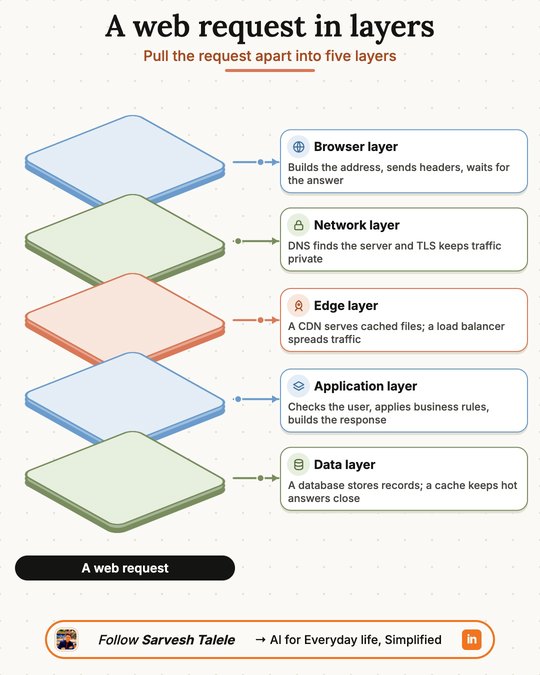 A web request in layers
Pull the request apart into five layers
Browser layer
Builds the address, sends headers, waits for
the answer
Network layer
DNS finds the server and TLS keeps traffic
private
Edge layer
A CDN serves cached files; a load balancer
spreads traffic
Application layer
Checks the user, applies business rules,
builds the response
Data layer
A database stores records; a cache keeps hot
answers close
A web request
Follow Sarvesh Talele → AI for Everyday life, Simplified in